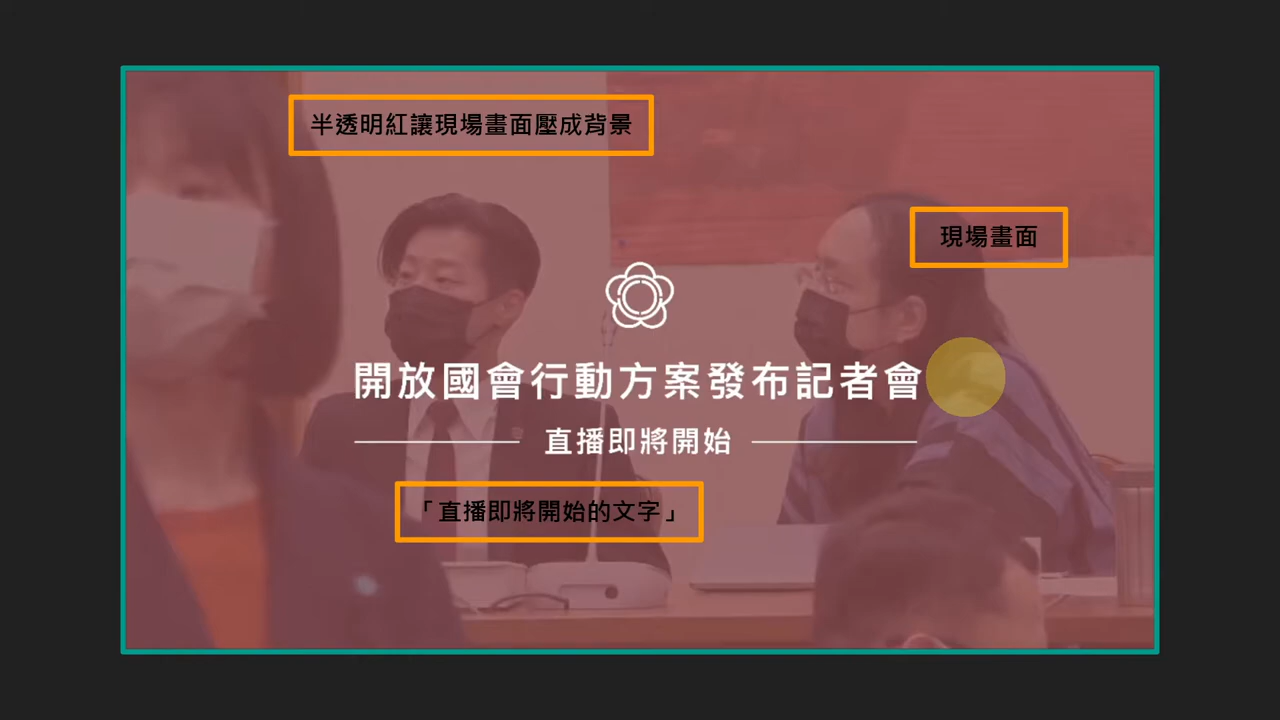 半透明紅讓現場畫面壓成背景
現場畫面
開放國會行動方案發布記者會
直播即將開始
「直播即將開始的文字」